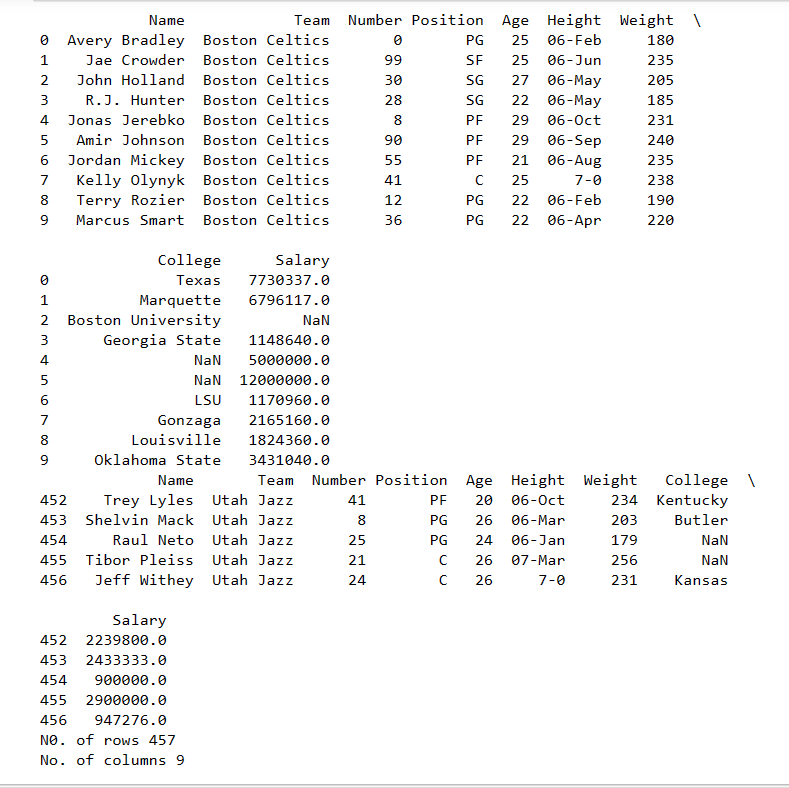 Name            Team  Number Position  Age  Height  Weight  \
0  Avery Bradley  Boston Celtics       0       PG   25  06-Feb     180
1    Jae Crowder  Boston Celtics      99       SF   25  06-Jun     235
2   John Holland  Boston Celtics      30       SG   27  06-May     205
3    R.J. Hunter  Boston Celtics      28       SG   22  06-May     185
4  Jonas Jerebko  Boston Celtics       8       PF   29  06-Oct     231
5   Amir Johnson  Boston Celtics      90       PF   29  06-Sep     240
6  Jordan Mickey  Boston Celtics      55       PF   21  06-Aug     235
7   Kelly Olynyk  Boston Celtics      41        C   25     7-0     238
8   Terry Rozier  Boston Celtics      12       PG   22  06-Feb     190
9   Marcus Smart  Boston Celtics      36       PG   22  06-Apr     220
             College      Salary
0              Texas   7730337.0
1          Marquette   6796117.0
2  Boston University         NaN
3      Georgia State   1148640.0
4                NaN   5000000.0
5                NaN  12000000.0
6                LSU   1170960.0
7            Gonzaga   2165160.0
8         Louisville   1824360.0
9     Oklahoma State   3431040.0
             Name       Team  Number Position  Age  Height  Weight   College  \
452    Trey Lyles  Utah Jazz      41       PF   20  06-Oct     234  Kentucky
453  Shelvin Mack  Utah Jazz       8       PG   26  06-Mar     203    Butler
454     Raul Neto  Utah Jazz      25       PG   24  06-Jan     179       NaN
455  Tibor Pleiss  Utah Jazz      21        C   26  07-Mar     256       NaN
456   Jeff Withey  Utah Jazz      24        C   26     7-0     231    Kansas
        Salary
452  2239800.0
453  2433333.0
454   900000.0
455  2900000.0
456   947276.0
N0. of rows 457
No. of columns 9